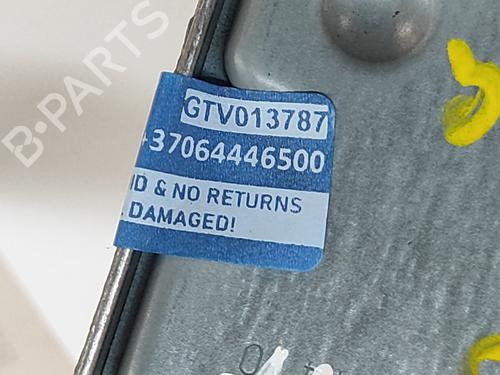 B-PARTS
GTV013787
+37064446500
ID & NO RETURNS
DAMAGED!